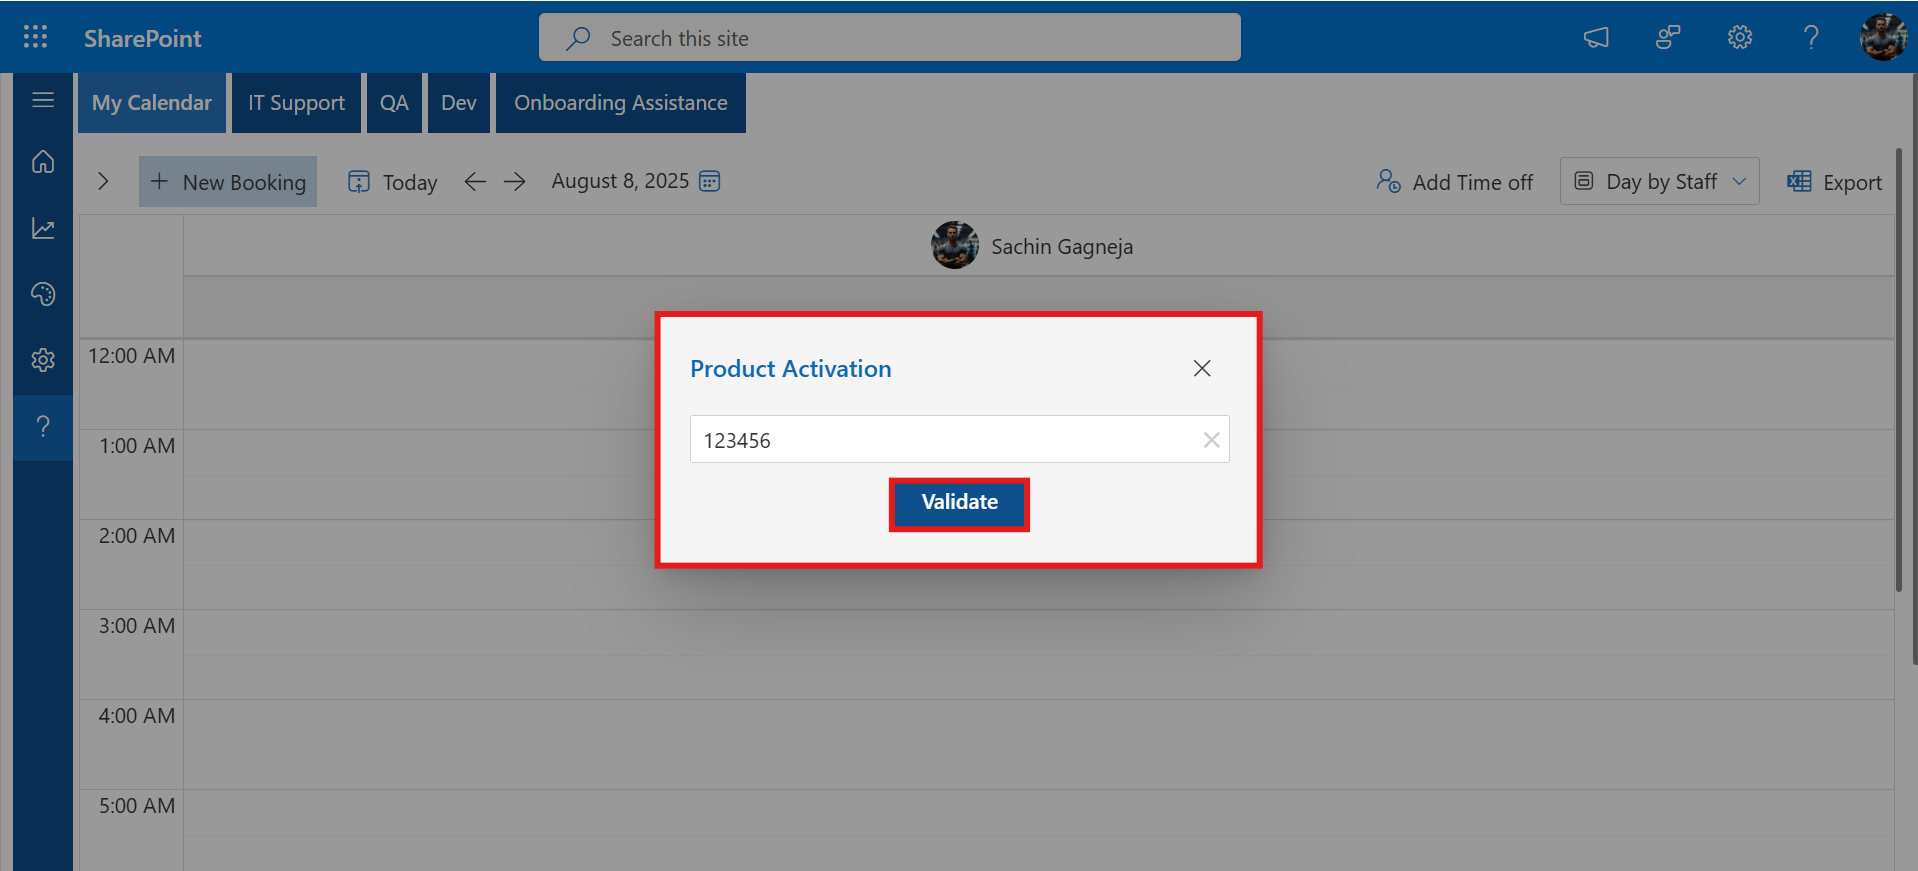 SharePoint
Search this site
My Calendar
IT Support
QA
Dev
Onboarding Assistance
New Booking
Today
August 8, 2025
Add Time off
Day by Staff
Export
Sachin Gagneja
Product Activation
123456
Validate
12:00 AM
1:00 AM
2:00 AM
3:00 AM
4:00 AM
5:00 AM